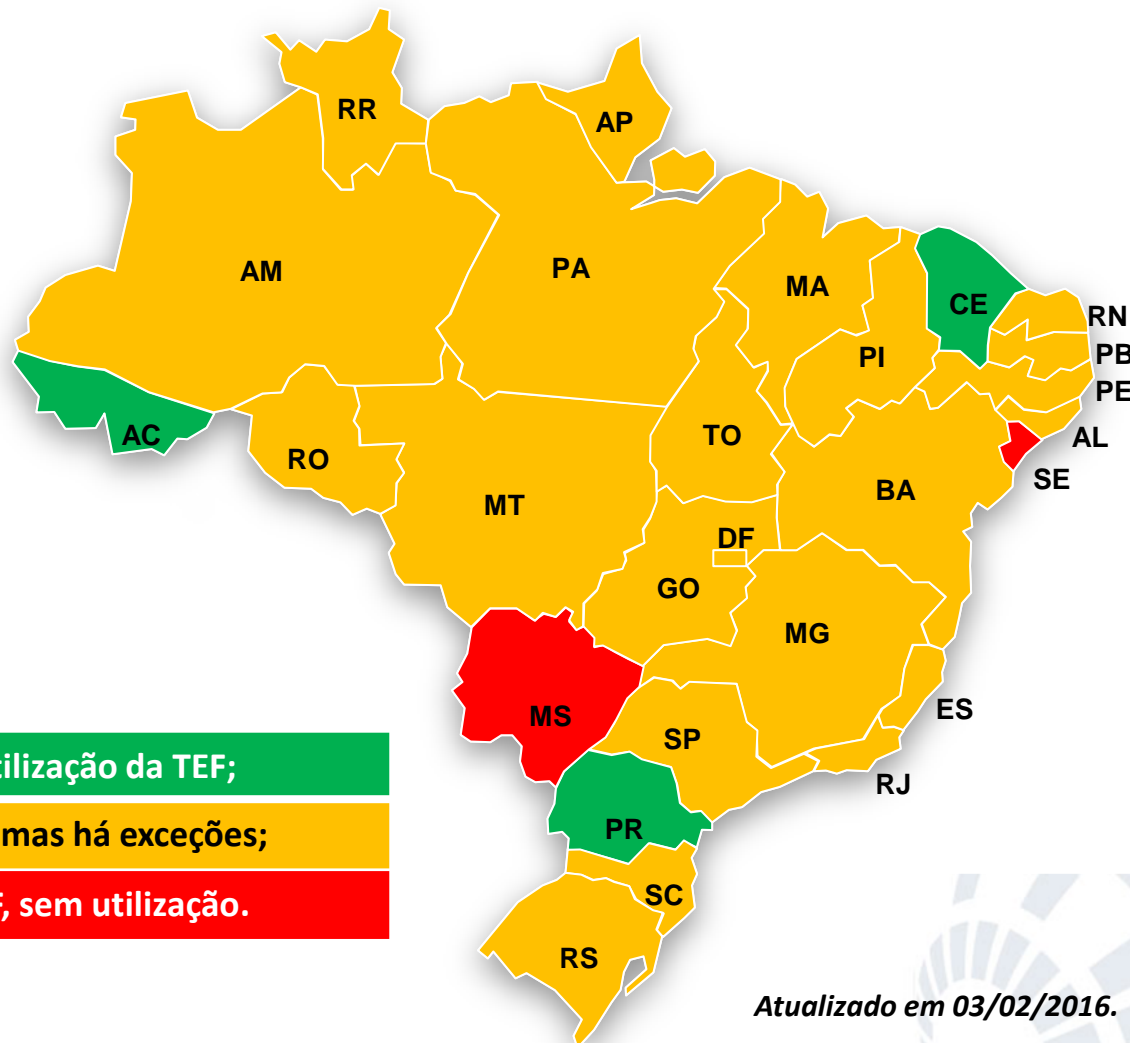 RR
AP
AM
PA
MA
CE
RN
PI
PB
PE
AC
TO
AL
RO
SE
BA
MT
DF
GO
MG
ES
MS
SP
RJ
PR
SC
RS
tilização da TEF;
mas há exceções;
, sem utilização.
Atualizado em 03/02/2016.